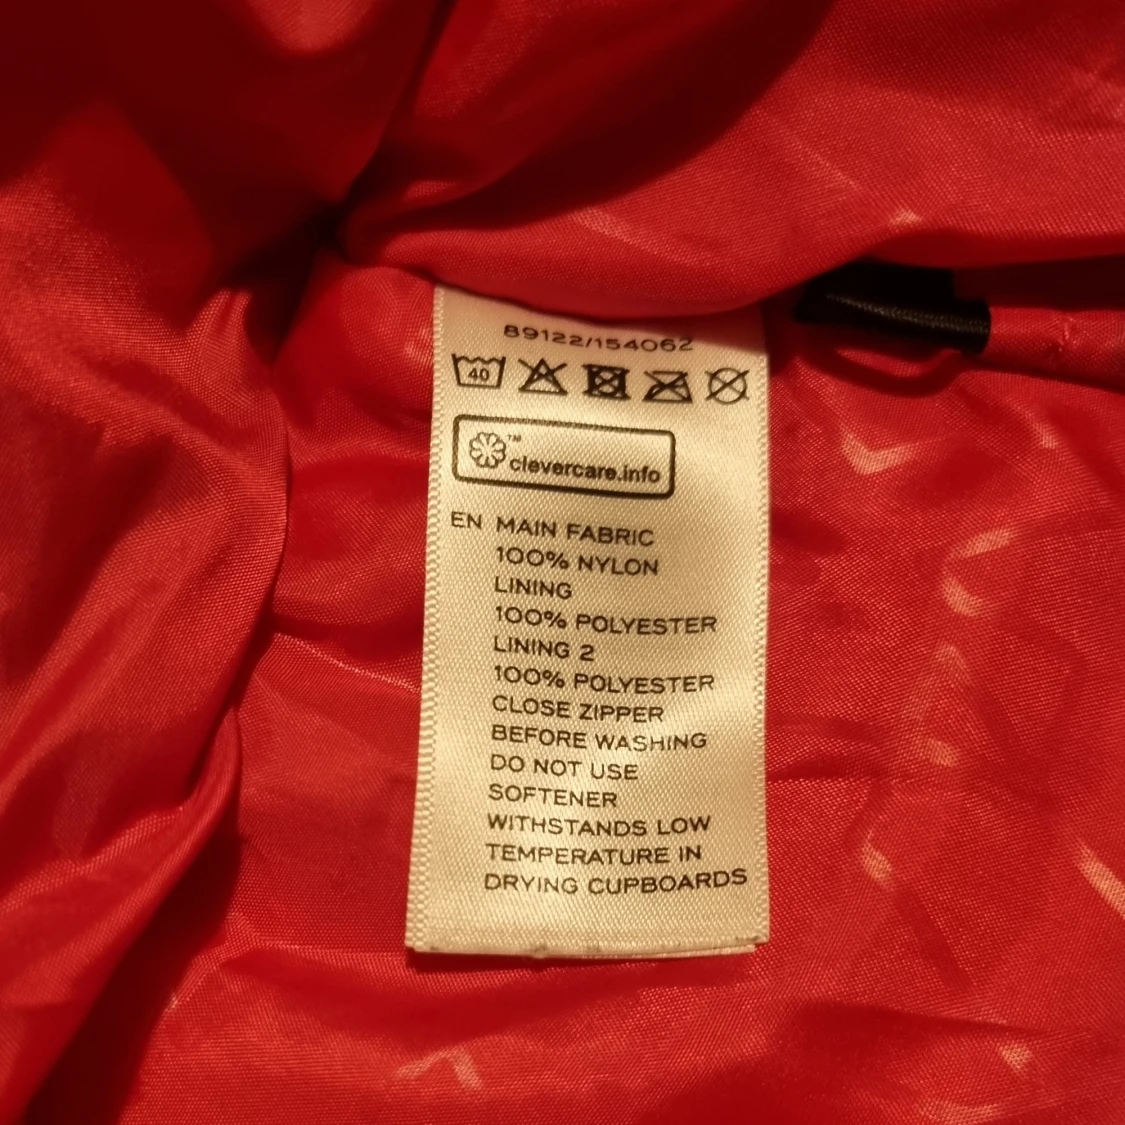 89122/154062
40
™
clevercare.info
EN MAIN FABRIC
100% NYLON
LINING
100% POLYESTER
LINING 2
100% POLYESTER
CLOSE ZIPPER
BEFORE WASHING
DO NOT USE
SOFTENER
WITHSTANDS LOW
TEMPERATURE IN
DRYING CUPBOARDS